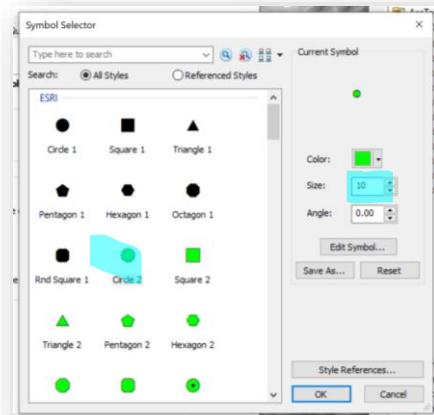 Symbol Selector
Type here to search
Search: All Styles Referenced Styles
ESRI
Circle 1 Square 1 Triangle 1
Pentagon 1 Hexagon 1 Octagon 1
Rnd Square 1 Circle 2 Square 2
Triangle 2 Pentagon 2 Hexagon 2
Current Symbol
Color:
Size: 10
Angle: 0.00
Edit Symbol...
Save As... Reset
Style References...
OK Cancel